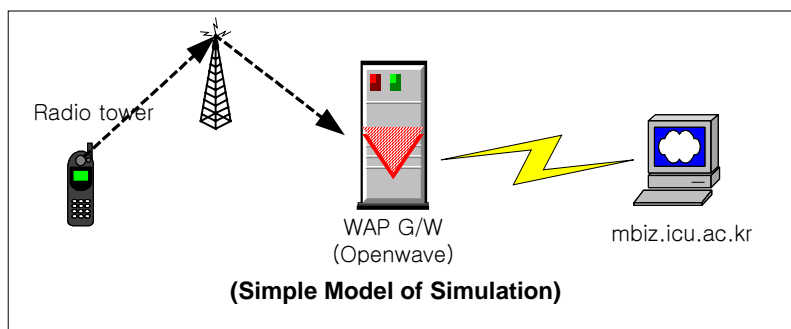 Radio tower
WAP G/W
(Openwave)
mbiz.icu.ac.kr
(Simple Model of Simulation)